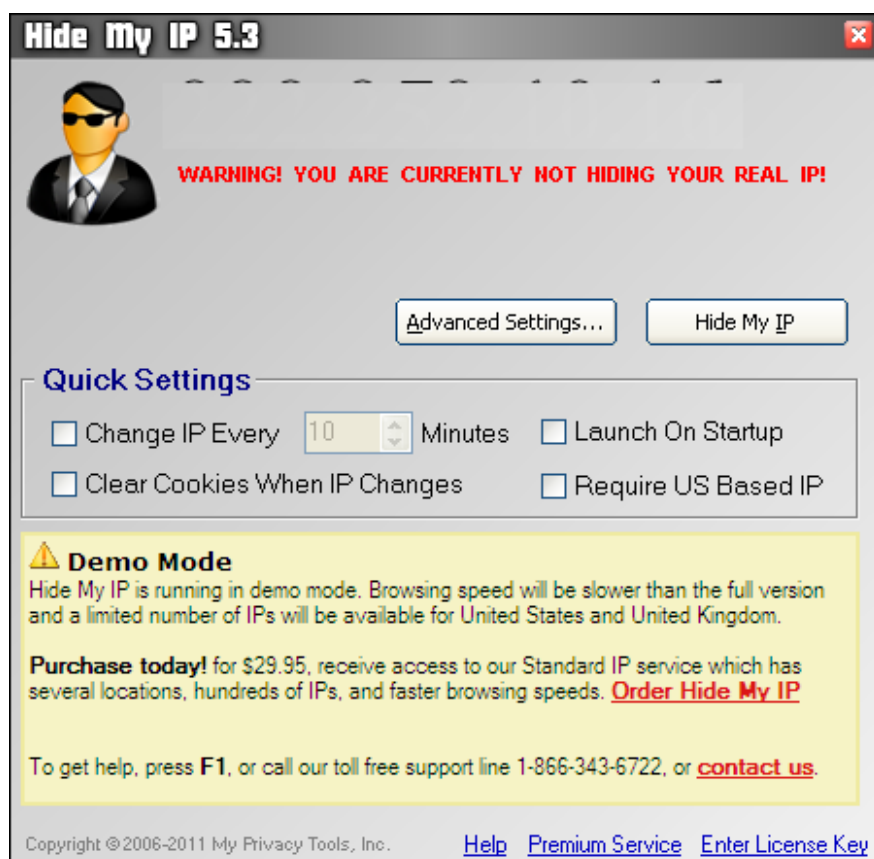 Hide My IP 5.3
WARNING! YOU ARE CURRENTLY NOT HIDING YOUR REAL IP!
Advanced Settings... Hide My IP
Quick Settings
Change IP Every 10 Minutes Launch On Startup
Clear Cookies When IP Changes Require US Based IP
Demo Mode
Hide My IP is running in demo mode. Browsing speed will be slower than the full version
and a limited number of IPs will be available for United States and United Kingdom.
Purchase today! for $29.95, receive access to our Standard IP service which has
several locations, hundreds of IPs, and faster browsing speeds. Order Hide My IP
To get help, press F1, or call our toll free support line 1-866-343-6722, or contact us.
Copyright ©2006-2011 My Privacy Tools, Inc. Help Premium Service Enter License Key